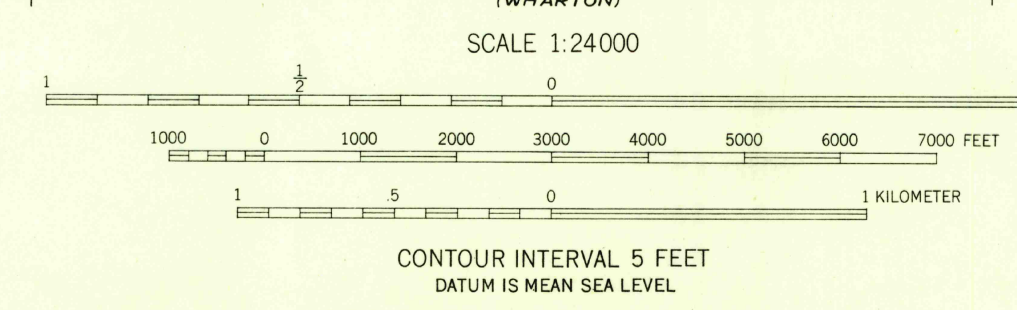 (WHARTON)
SCALE 1:24000
1 1/2 0
1000 0 1000 2000 3000 4000 5000 6000 7000 FEET
1 .5 0 1 KILOMETER
CONTOUR INTERVAL 5 FEET
DATUM IS MEAN SEA LEVEL